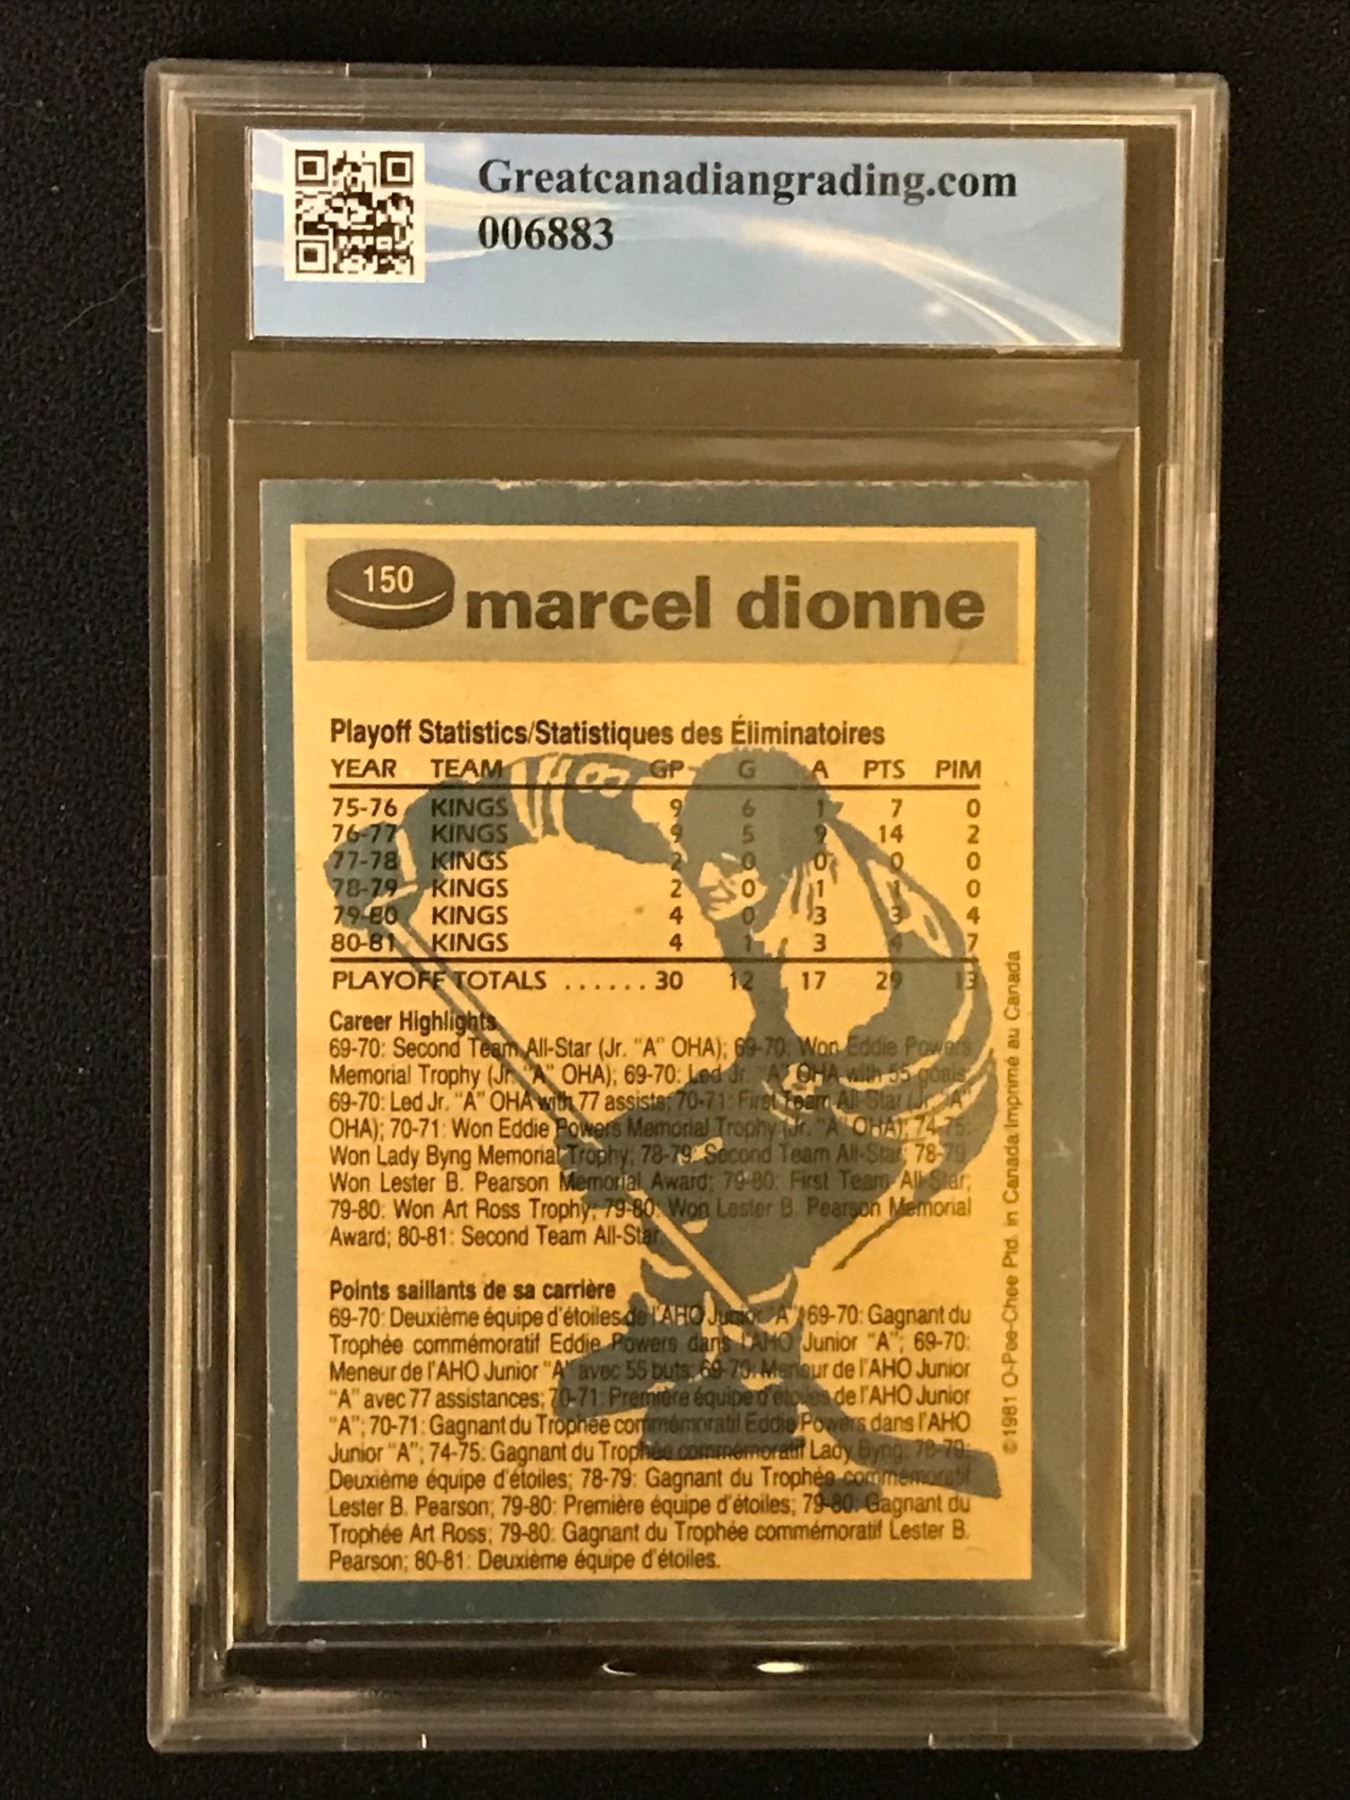 Greatcanadiangrading.com
006883
150
marcel dionne
Playoff Statistics/Statistiques des Éliminatoires
YEAR TEAM GP G A PTS PIM
75-76 KINGS 9 6 1 7 0
76-77 KINGS 9 5 9 14 2
77-78 KINGS 2 0 0 0 0
78-79 KINGS 2 0 1 1 0
79-80 KINGS 4 0 3 3 4
80-81 KINGS 4 1 3 4 7
PLAYOFF TOTALS ...... 30 12 17 29 13
Career Highlights
69-70: Second Team All-Star (Jr. "A" OHA); 69-70: Won Eddie Powers
Memorial Trophy (Jr. "A" OHA); 69-70: Led Jr. "A" OHA with 55 goals;
69-70: Led Jr. "A" OHA with 77 assists; 70-71: First Team All-Star (Jr. "A"
OHA); 70-71: Won Eddie Powers Memorial Trophy (Jr. "A" OHA); 74-75:
Won Lady Byng Memorial Trophy; 78-79: Second Team All-Star; 78-79:
Won Lester B. Pearson Memorial Award; 79-80: First Team All-Star;
79-80: Won Art Ross Trophy; 79-80: Won Lester B. Pearson Memorial
Award; 80-81: Second Team All-Star.
Points saillants de sa carrière
69-70: Deuxième équipe d'étoiles de l'AHO Junior "A"; 69-70: Gagnant du
Trophée commémoratif Eddie Powers dans l'AHO Junior "A"; 69-70:
Meneur de l'AHO Junior "A" avec 55 buts; 69-70: Meneur de l'AHO Junior
"A" avec 77 assistances; 70-71: Première équipe d'étoiles de l'AHO Junior
"A"; 70-71: Gagnant du Trophée commémoratif Eddie Powers dans l'AHO
Junior "A"; 74-75: Gagnant du Trophée commémoratif Lady Byng; 78-79:
Deuxième équipe d'étoiles; 78-79: Gagnant du Trophée commémoratif
Lester B. Pearson; 79-80: Première équipe d'étoiles; 79-80: Gagnant du
Trophée Art Ross; 79-80: Gagnant du Trophée commémoratif Lester B.
Pearson; 80-81: Deuxième équipe d'étoiles.
©1981 O-Pee-Chee Ptd. in Canada Imprimé au Canada